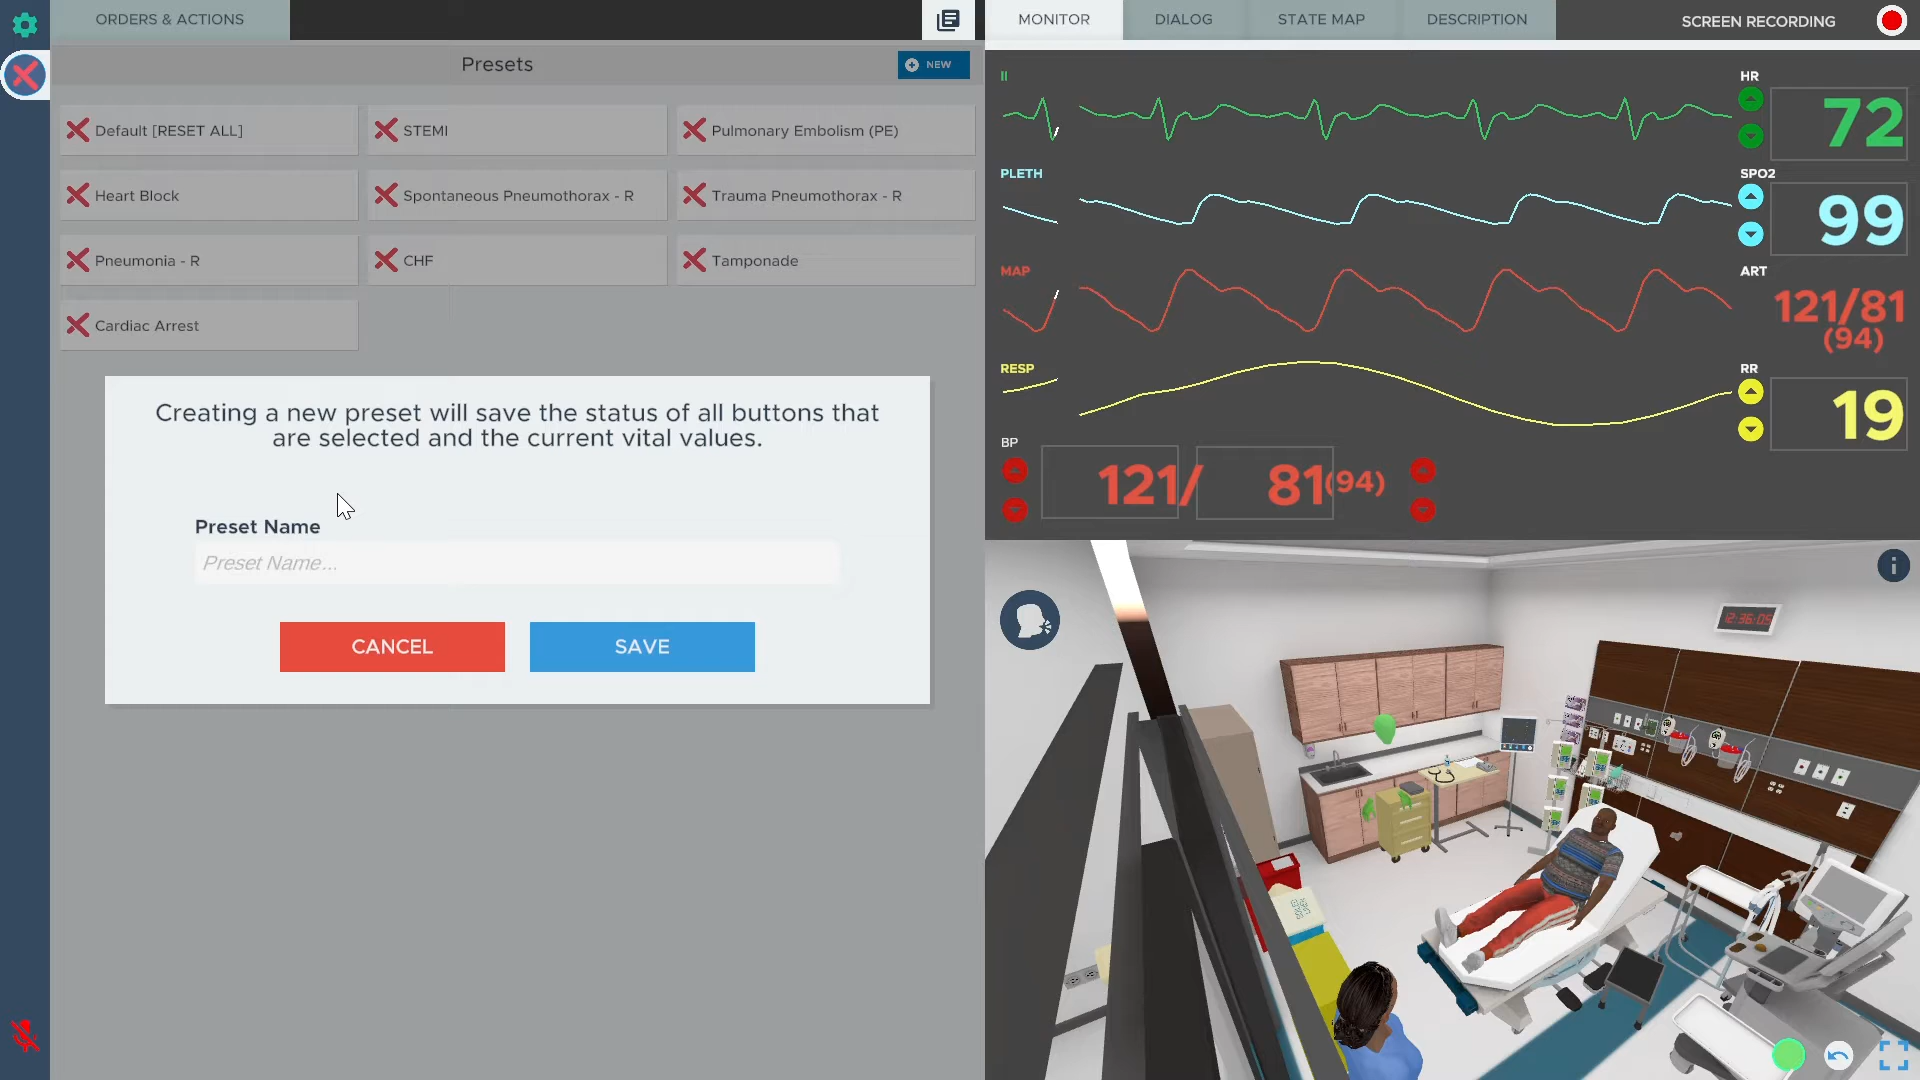 ORDERS & ACTIONS
MONITOR
DIALOG
STATE MAP
DESCRIPTION
SCREEN RECORDING
Presets
NEW
Default [RESET ALL]
STEMI
Pulmonary Embolism (PE)
Heart Block
Spontaneous Pneumothorax - R
Trauma Pneumothorax - R
Pneumonia - R
CHF
Tamponade
Cardiac Arrest
Creating a new preset will save the status of all buttons that
are selected and the current vital values.
Preset Name
Preset Name...
CANCEL
SAVE
II
HR
72
PLETH
SPO2
99
MAP
ART
121/81
(94)
RESP
RR
19
BP
121/ 81(94)
i
12:36:05